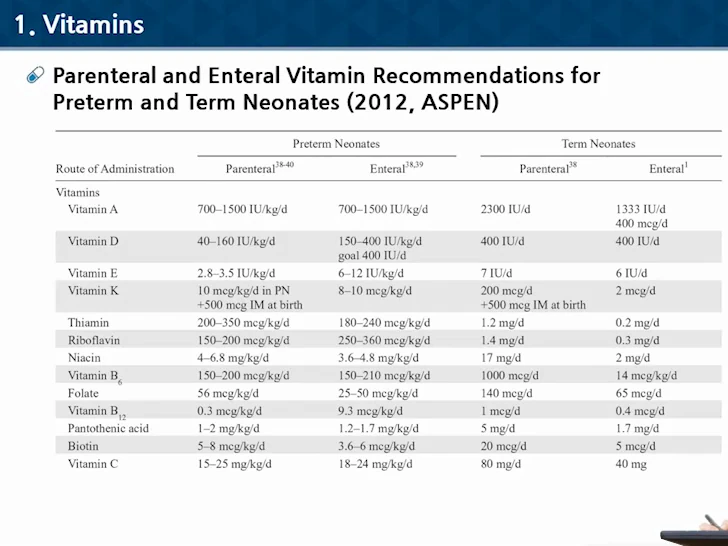 1. Vitamins
Parenteral and Enteral Vitamin Recommendations for
Preterm and Term Neonates (2012, ASPEN)
Preterm Neonates Term Neonates
Route of Administration Parenteral38-40 Enteral38,39 Parenteral38 Enteral1
Vitamins
Vitamin A 700–1500 IU/kg/d 700–1500 IU/kg/d 2300 IU/d 1333 IU/d
400 mcg/d
Vitamin D 40–160 IU/kg/d 150–400 IU/kg/d 400 IU/d 400 IU/d
goal 400 IU/d
Vitamin E 2.8–3.5 IU/kg/d 6–12 IU/kg/d 7 IU/d 6 IU/d
Vitamin K 10 mcg/kg/d in PN 8–10 mcg/kg/d 200 mcg/d 2 mcg/d
+500 mcg IM at birth +500 mcg IM at birth
Thiamin 200–350 mcg/kg/d 180–240 mcg/kg/d 1.2 mg/d 0.2 mg/d
Riboflavin 150–200 mcg/kg/d 250–360 mcg/kg/d 1.4 mg/d 0.3 mg/d
Niacin 4–6.8 mg/kg/d 3.6–4.8 mg/kg/d 17 mg/d 2 mg/d
Vitamin B6 150–200 mcg/kg/d 150–210 mcg/kg/d 1000 mcg/d 14 mcg/kg/d
Folate 56 mcg/kg/d 25–50 mcg/kg/d 140 mcg/d 65 mcg/d
Vitamin B12 0.3 mcg/kg/d 9.3 mcg/kg/d 1 mcg/d 0.4 mcg/d
Pantothenic acid 1–2 mg/kg/d 1.2–1.7 mg/kg/d 5 mg/d 1.7 mg/d
Biotin 5–8 mcg/kg/d 3.6–6 mcg/kg/d 20 mcg/d 5 mcg/d
Vitamin C 15–25 mg/kg/d 18–24 mg/kg/d 80 mg/d 40 mg